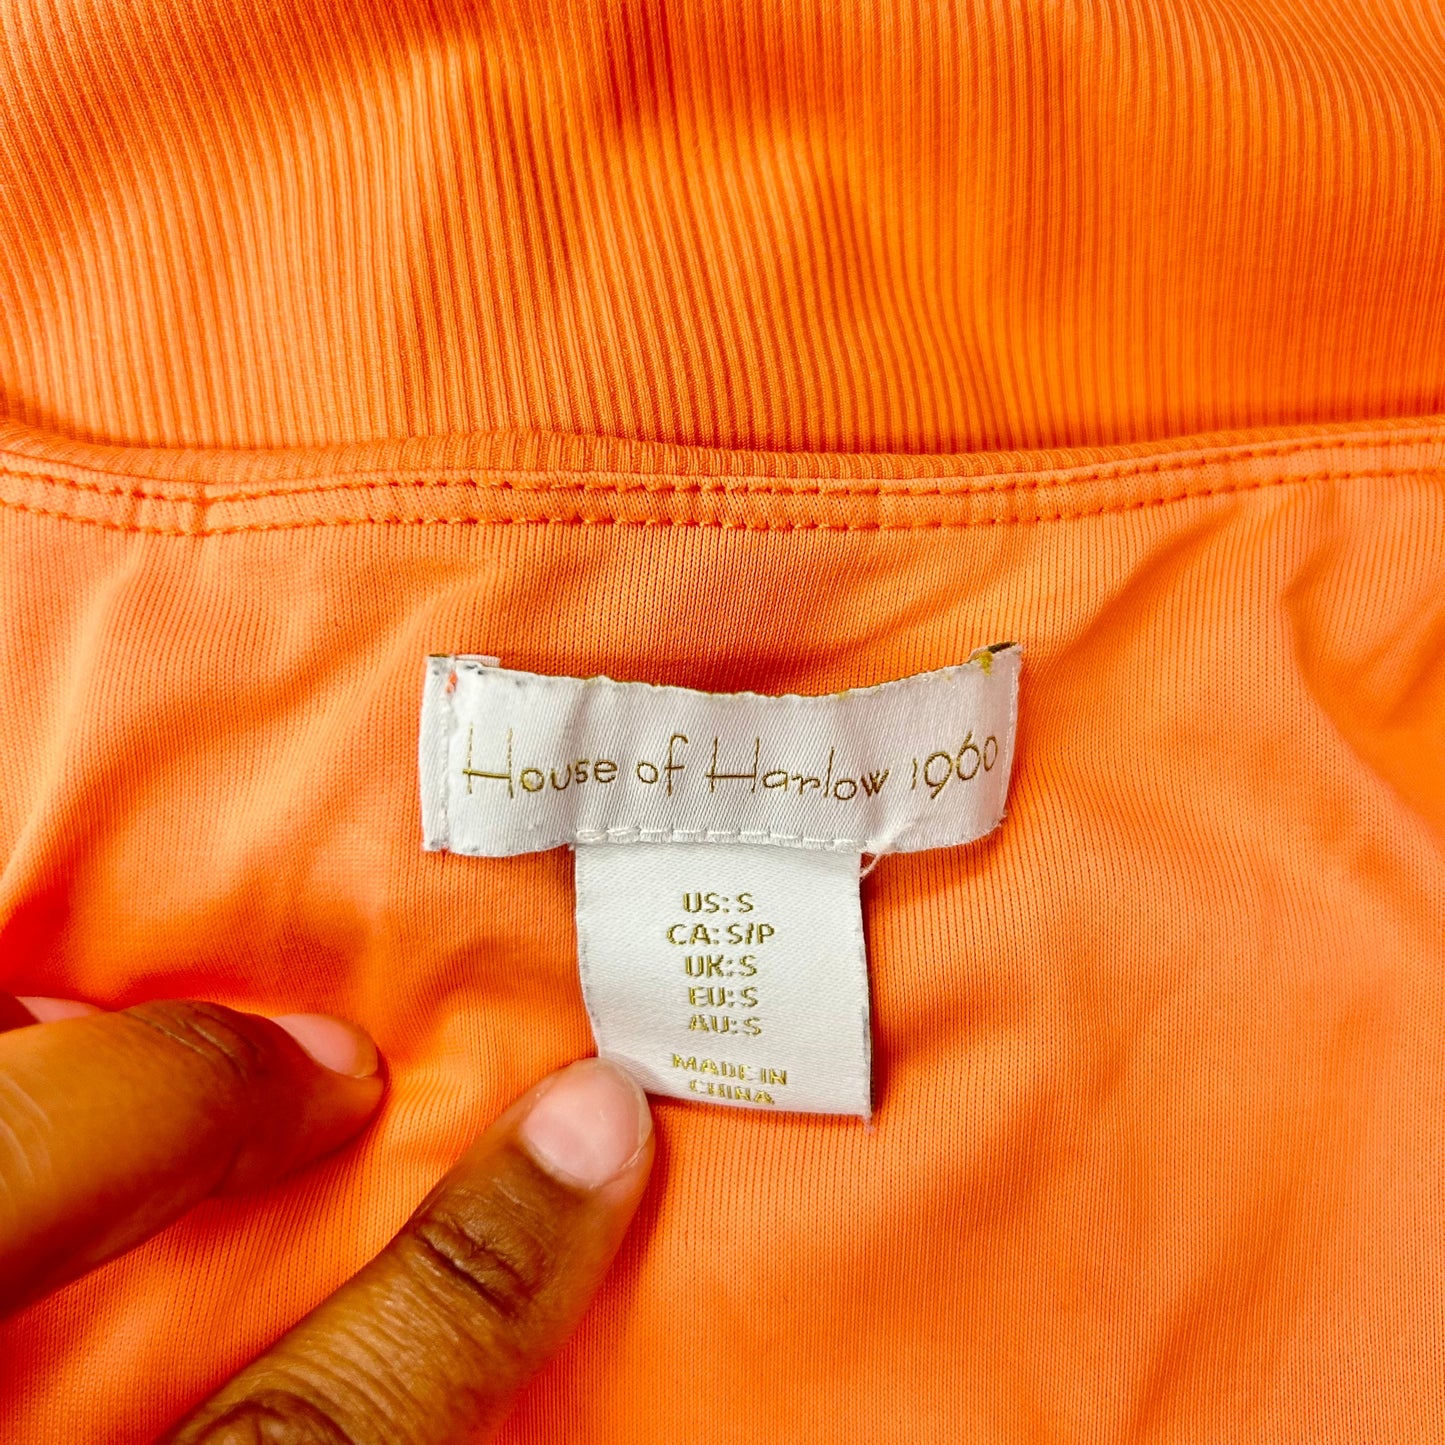 House of Harlow 1960
US: S
CA: S/P
UK: S
EU: S
AU: S
MADE IN
CHINA